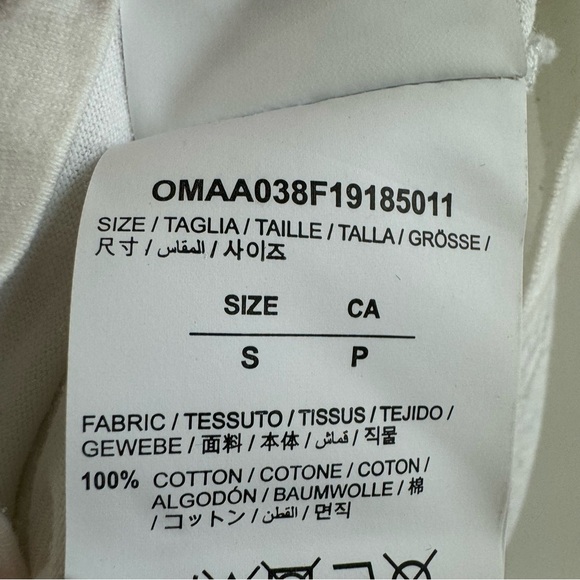 OMAA038F19185011
SIZE / TAGLIA / TAILLE / TALLA / GRÖSSE /
尺寸 / المقاس / 사이즈
SIZE CA
S P
FABRIC / TESSUTO / TISSUS / TEJIDO /
GEWEBE / 面料 / 本体 / قماش / 직물
100% COTTON / COTONE / COTON /
ALGODÓN / BAUMWOLLE / 棉
/ コットン / القطن / 면직